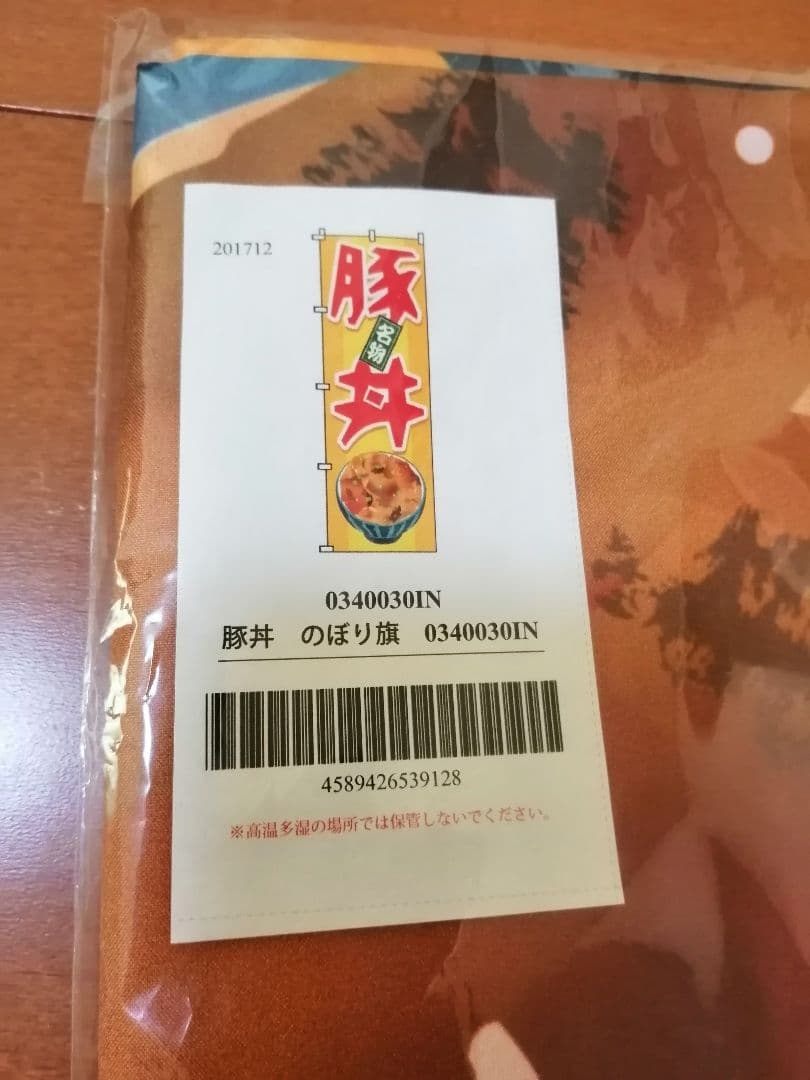 201712
豚
名物
丼
0340030IN
豚丼　のぼり旗　0340030IN
4589426539128
※高温多湿の場所では保管しないでください。